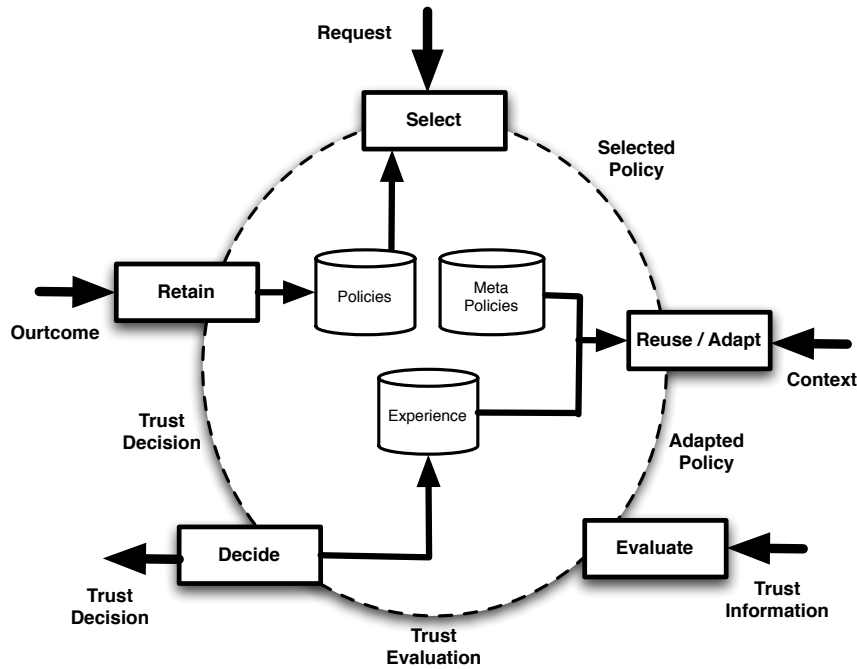 Request
Select
Selected
Policy
Retain
Policies
Meta
Policies
Reuse / Adapt
Ourtcome
Context
Experience
Trust
Decision
Adapted
Policy
Decide
Evaluate
Trust
Decision
Trust
Information
Trust
Evaluation